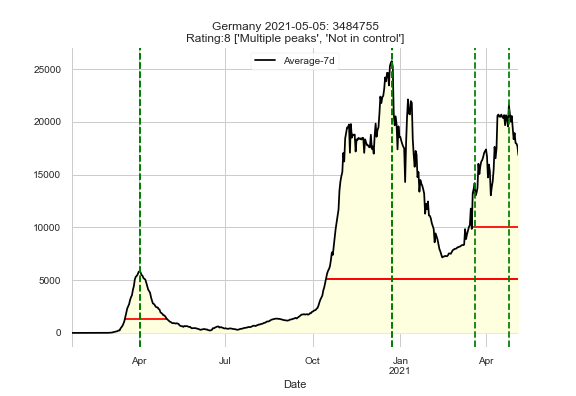 Germany 2021-05-05: 3484755
Rating:8 ['Multiple peaks', 'Not in control']
Average-7d
25000
20000
15000
10000
5000
0
Apr Jul Oct Jan Apr
2021
Date